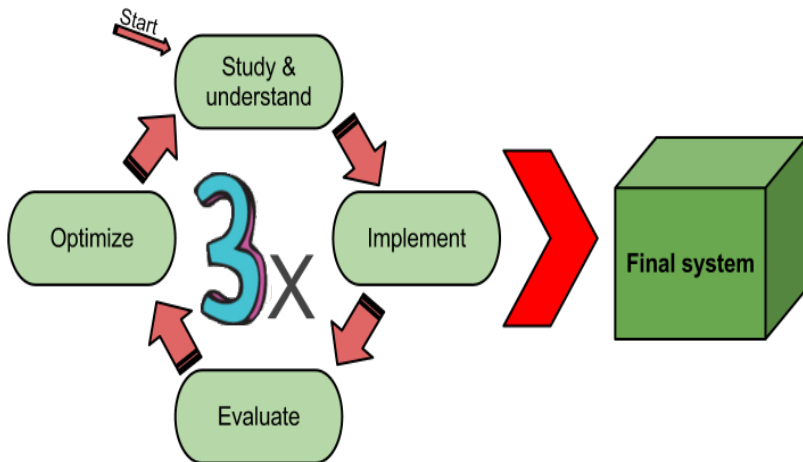 Start
Study &
understand
Optimize
3x
Implement
Final system
Evaluate